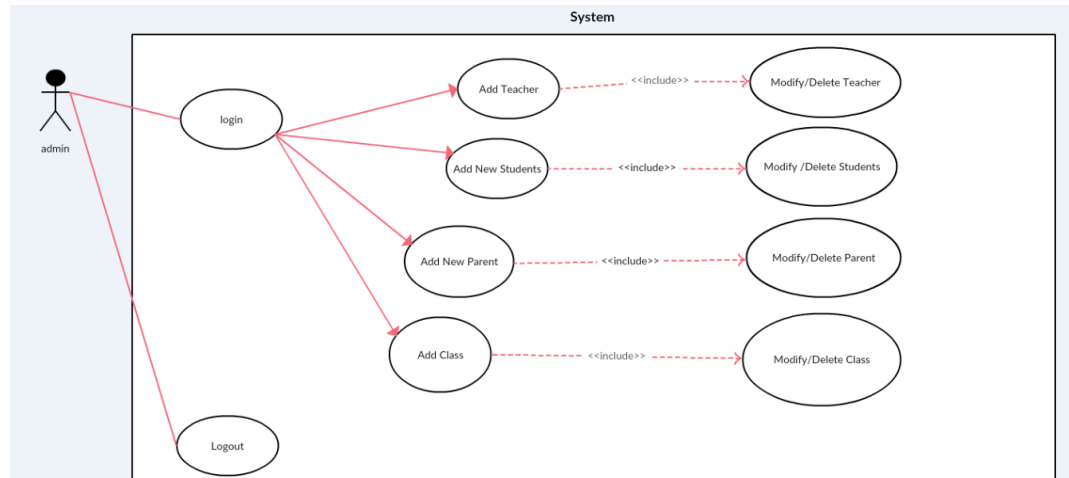 System
admin
login
Add Teacher
<<include>>
Modify/Delete Teacher
Add New Students
<<include>>
Modify /Delete Students
Add New Parent
<<include>>
Modify/Delete Parent
Add Class
<<include>>
Modify/Delete Class
Logout